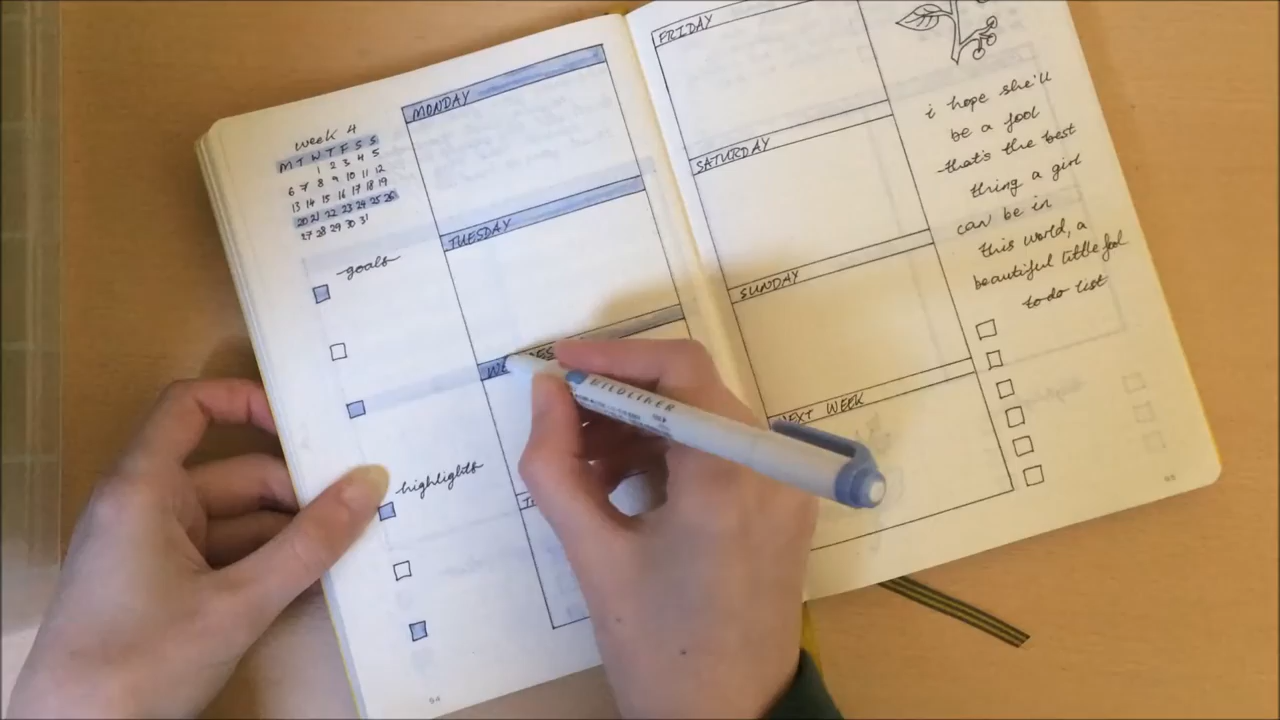 week 4
M T W T F S S
1 2 3 4 5
6 7 8 9 10 11 12
13 14 15 16 17 18 19
20 21 22 23 24 25 26
27 28 29 30 31
goals
highlights
MONDAY
TUESDAY
94
MILDLINER
FRIDAY
SATURDAY
SUNDAY
NEXT WEEK
i hope she'll
be a fool
that's the best
thing a girl
can be in
this world, a
beautiful little fool
to do list
95